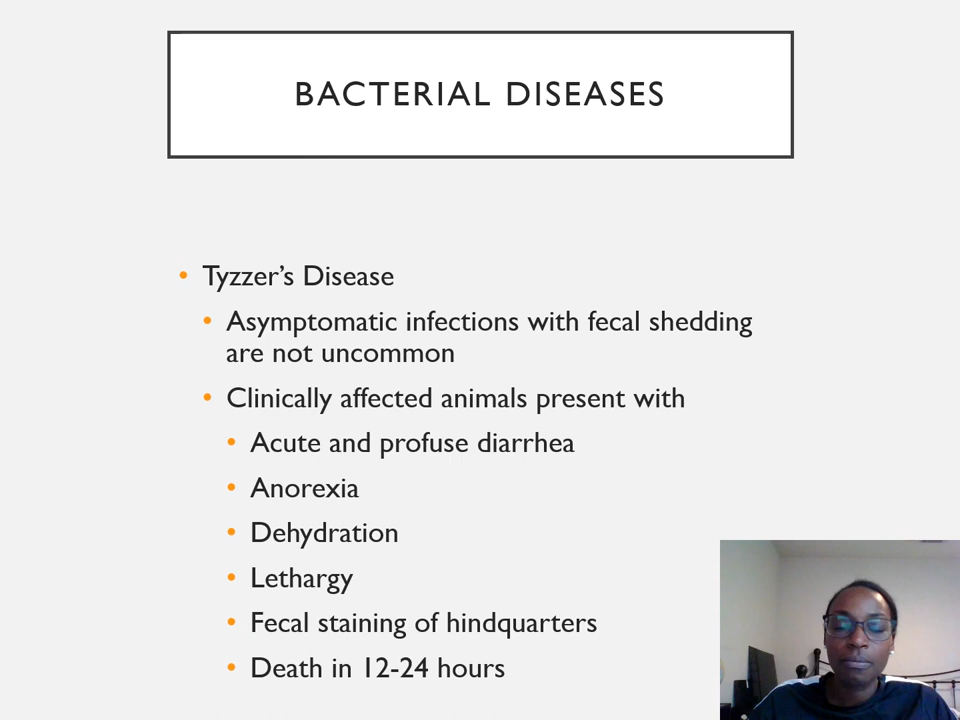 BACTERIAL DISEASES
• Tyzzer’s Disease
• Asymptomatic infections with fecal shedding
are not uncommon
• Clinically affected animals present with
• Acute and profuse diarrhea
• Anorexia
• Dehydration
• Lethargy
• Fecal staining of hindquarters
• Death in 12-24 hours